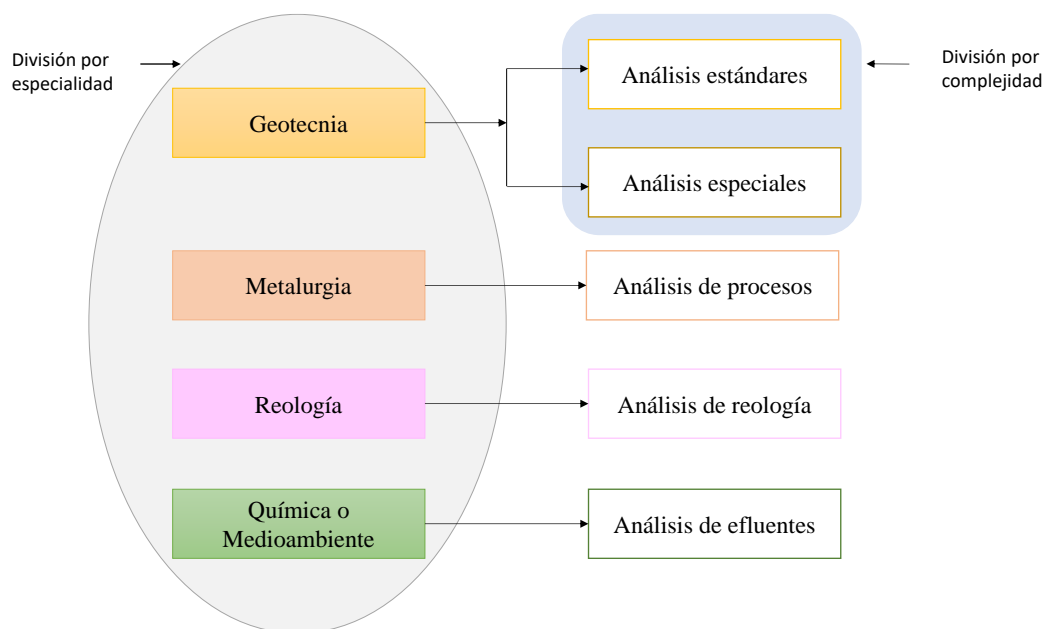 División por
especialidad
Análisis estándares
División por
complejidad
Geotecnia
Análisis especiales
Metalurgia
Análisis de procesos
Reología
Análisis de reología
Química o
Medioambiente
Análisis de efluentes